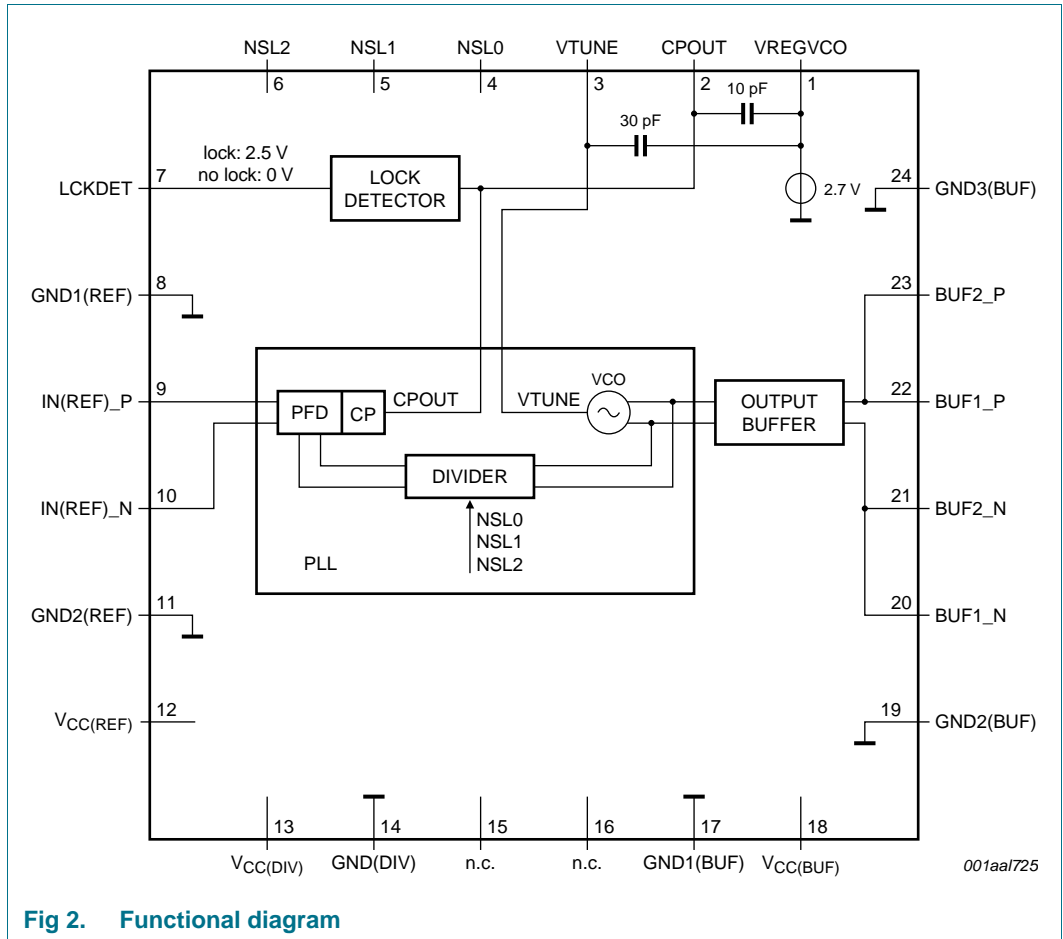 NSL2 NSL1 NSL0 VTUNE CPOUT VREGVCO
6 5 4 3 2 1
10 pF
30 pF
lock: 2.5 V
no lock: 0 V
LCKDET 7
LOCK
DETECTOR
2.7 V
24 GND3(BUF)
GND1(REF) 8
23 BUF2_P
IN(REF)_P 9
PFD CP CPOUT
VTUNE
VCO
OUTPUT
BUFFER
22 BUF1_P
DIVIDER
IN(REF)_N 10
NSL0
NSL1
NSL2
PLL
21 BUF2_N
GND2(REF) 11
20 BUF1_N
VCC(REF) 12
19 GND2(BUF)
13 14 15 16 17 18
VCC(DIV) GND(DIV) n.c. n.c. GND1(BUF) VCC(BUF)
001aal725
Fig 2. Functional diagram